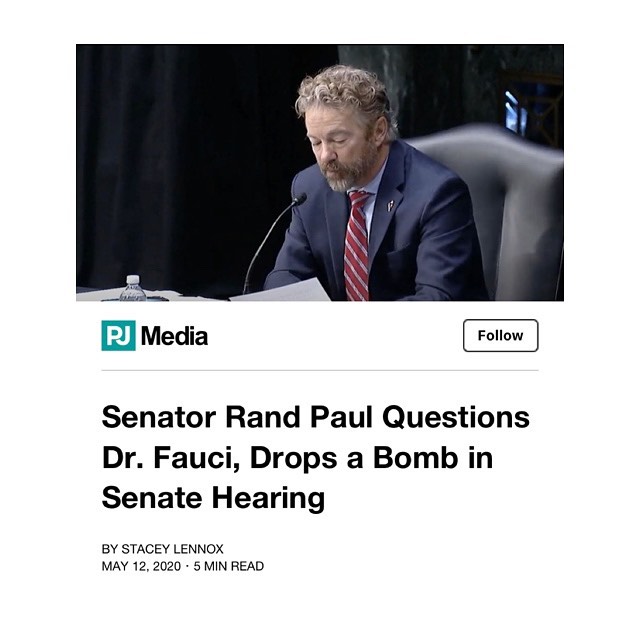 PJ Media
Follow
Senator Rand Paul Questions
Dr. Fauci, Drops a Bomb in
Senate Hearing
BY STACEY LENNOX
MAY 12, 2020 · 5 MIN READ